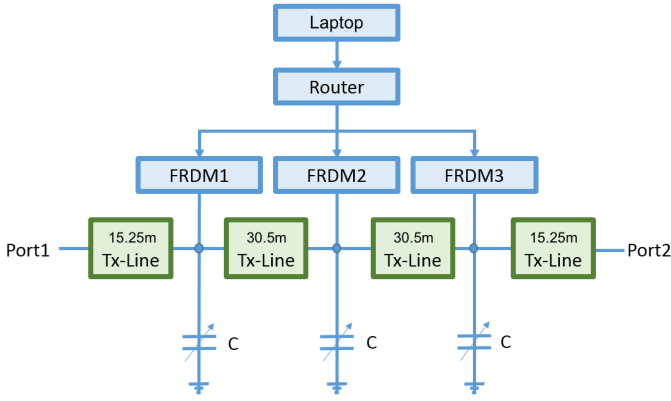 Laptop
Router
FRDM1
FRDM2
FRDM3
Port1
15.25m
Tx-Line
30.5m
Tx-Line
30.5m
Tx-Line
15.25m
Tx-Line
Port2
C
C
C